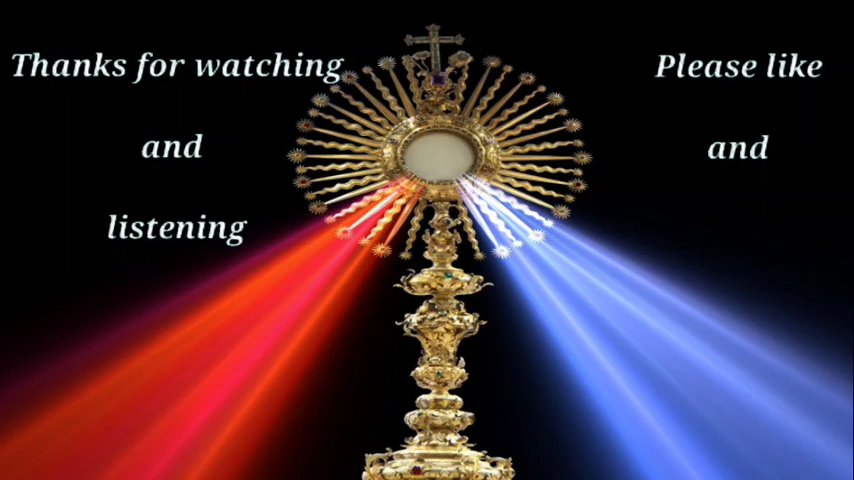 Thanks for watching
and
listening
Please like
and